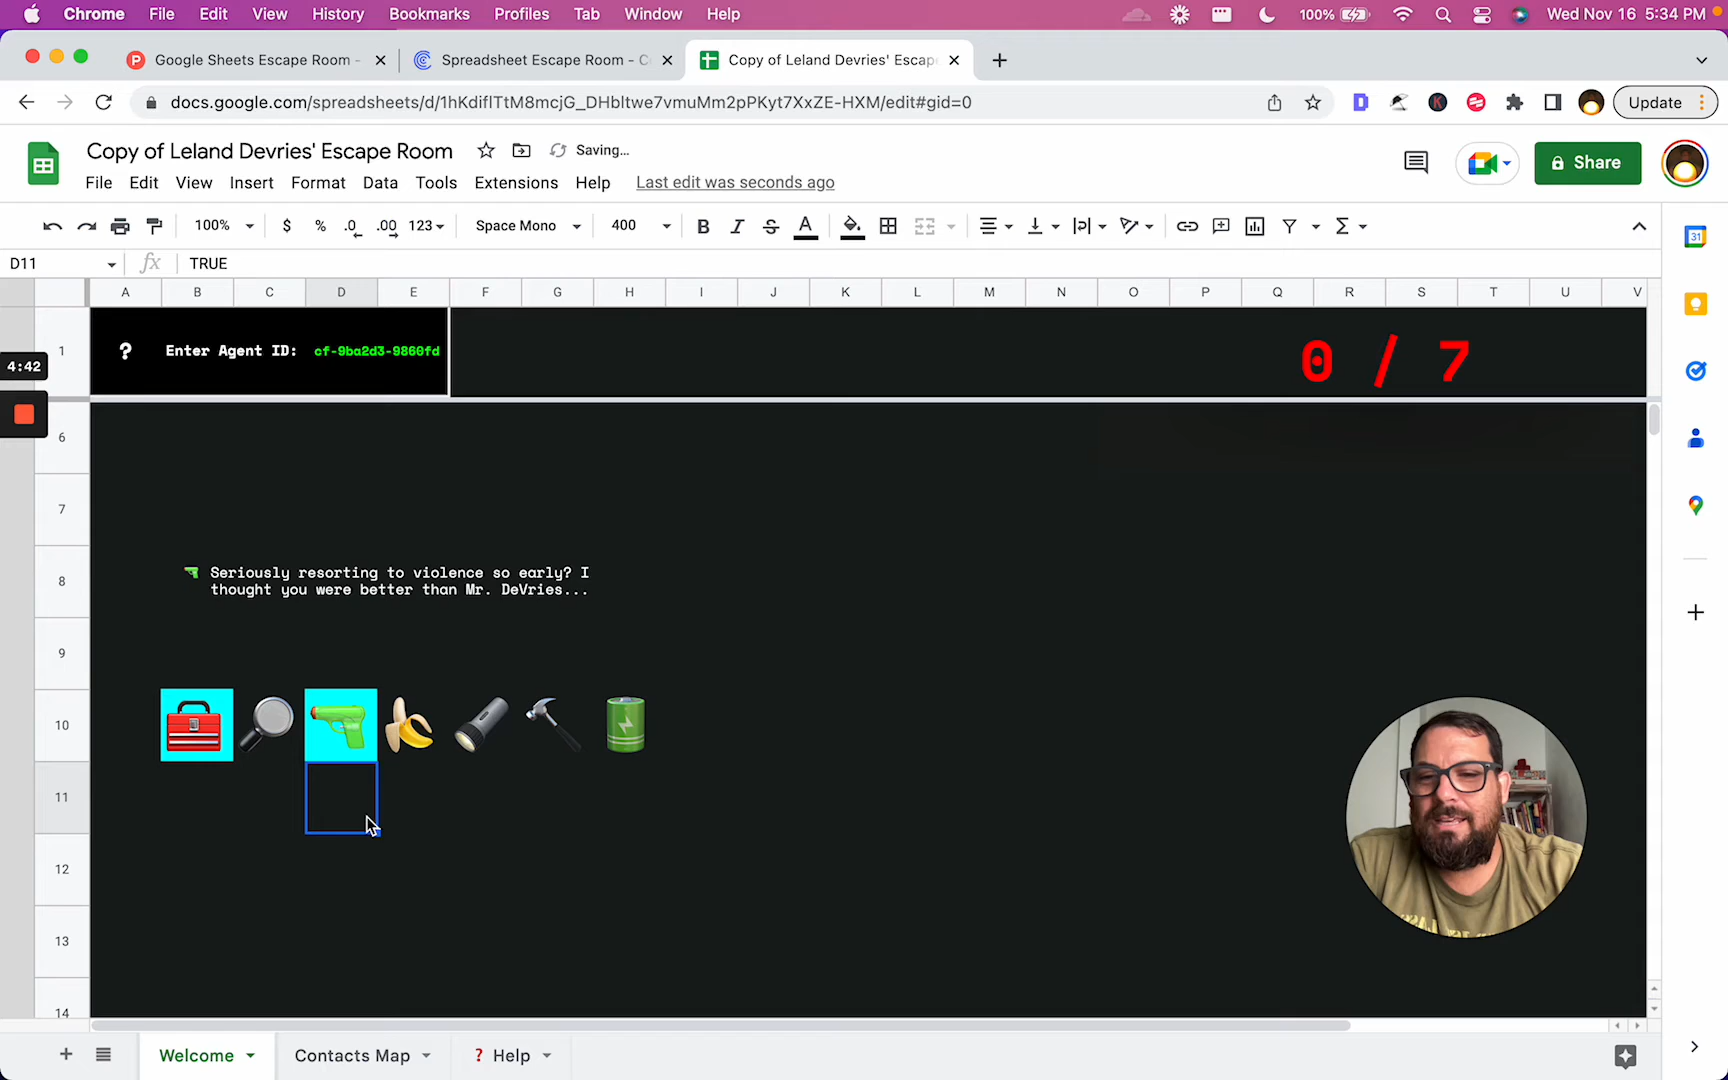 Chrome File Edit View History Bookmarks Profiles Tab Window Help 100% Wed Nov 16 5:34 PM
Google Sheets Escape Room - Spreadsheet Escape Room - C Copy of Leland Devries' Escap
docs.google.com/spreadsheets/d/1hKdiflTtM8mcjG_DHbltwe7vmuMm2pPKyt7XxZE-HXM/edit#gid=0 Update
Copy of Leland Devries' Escape Room Saving... Share
File Edit View Insert Format Data Tools Extensions Help Last edit was seconds ago
100% $ % .0 .00 123 Space Mono 400 B I S A
D11 fx TRUE
A B C D E F G H I J K L M N O P Q R S T U V
1 ? Enter Agent ID: cf-9ba2d3-9860fd 0 / 7
4:42
6
7
8 Seriously resorting to violence so early? I
thought you were better than Mr. DeVries...
9
10
11
12
13
14
Welcome Contacts Map ? Help